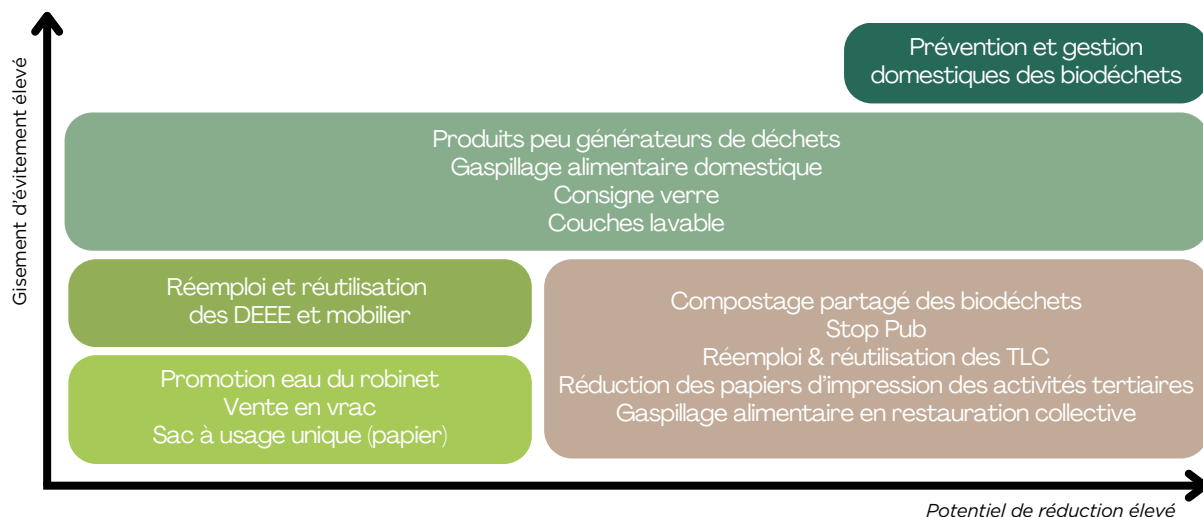 Gisement d'évitement élevé
Prévention et gestion
domestiques des biodéchets
Produits peu générateurs de déchets
Gaspillage alimentaire domestique
Consigne verre
Couches lavable
Réemploi et réutilisation
des DEEE et mobilier
Compostage partagé des biodéchets
Stop Pub
Réemploi & réutilisation des TLC
Réduction des papiers d'impression des activités tertiaires
Gaspillage alimentaire en restauration collective
Promotion eau du robinet
Vente en vrac
Sac à usage unique (papier)
Potentiel de réduction élevé